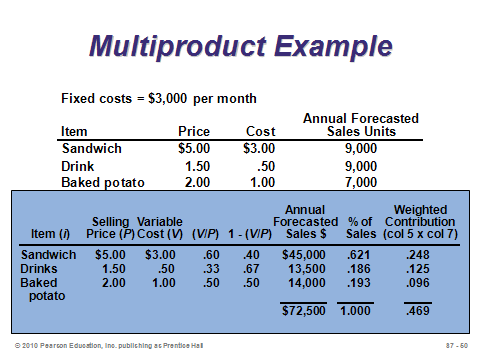 Multiproduct Example
Fixed costs = $3,000 per month
Annual Forecasted
Item Price Cost Sales Units
Sandwich $5.00 $3.00 9,000
Drink 1.50 .50 9,000
Baked potato 2.00 1.00 7,000
Annual Weighted
Selling Variable Forecasted % of Contribution
Item (i) Price (P) Cost (V) (V/P) 1 - (V/P) Sales $ Sales (col 5 x col 7)
Sandwich $5.00 $3.00 .60 .40 $45,000 .621 .248
Drinks 1.50 .50 .33 .67 13,500 .186 .125
Baked 2.00 1.00 .50 .50 14,000 .193 .096
potato
$72,500 1.000 .469
© 2010 Pearson Education, Inc. publishing as Prentice Hall
S7 - 50